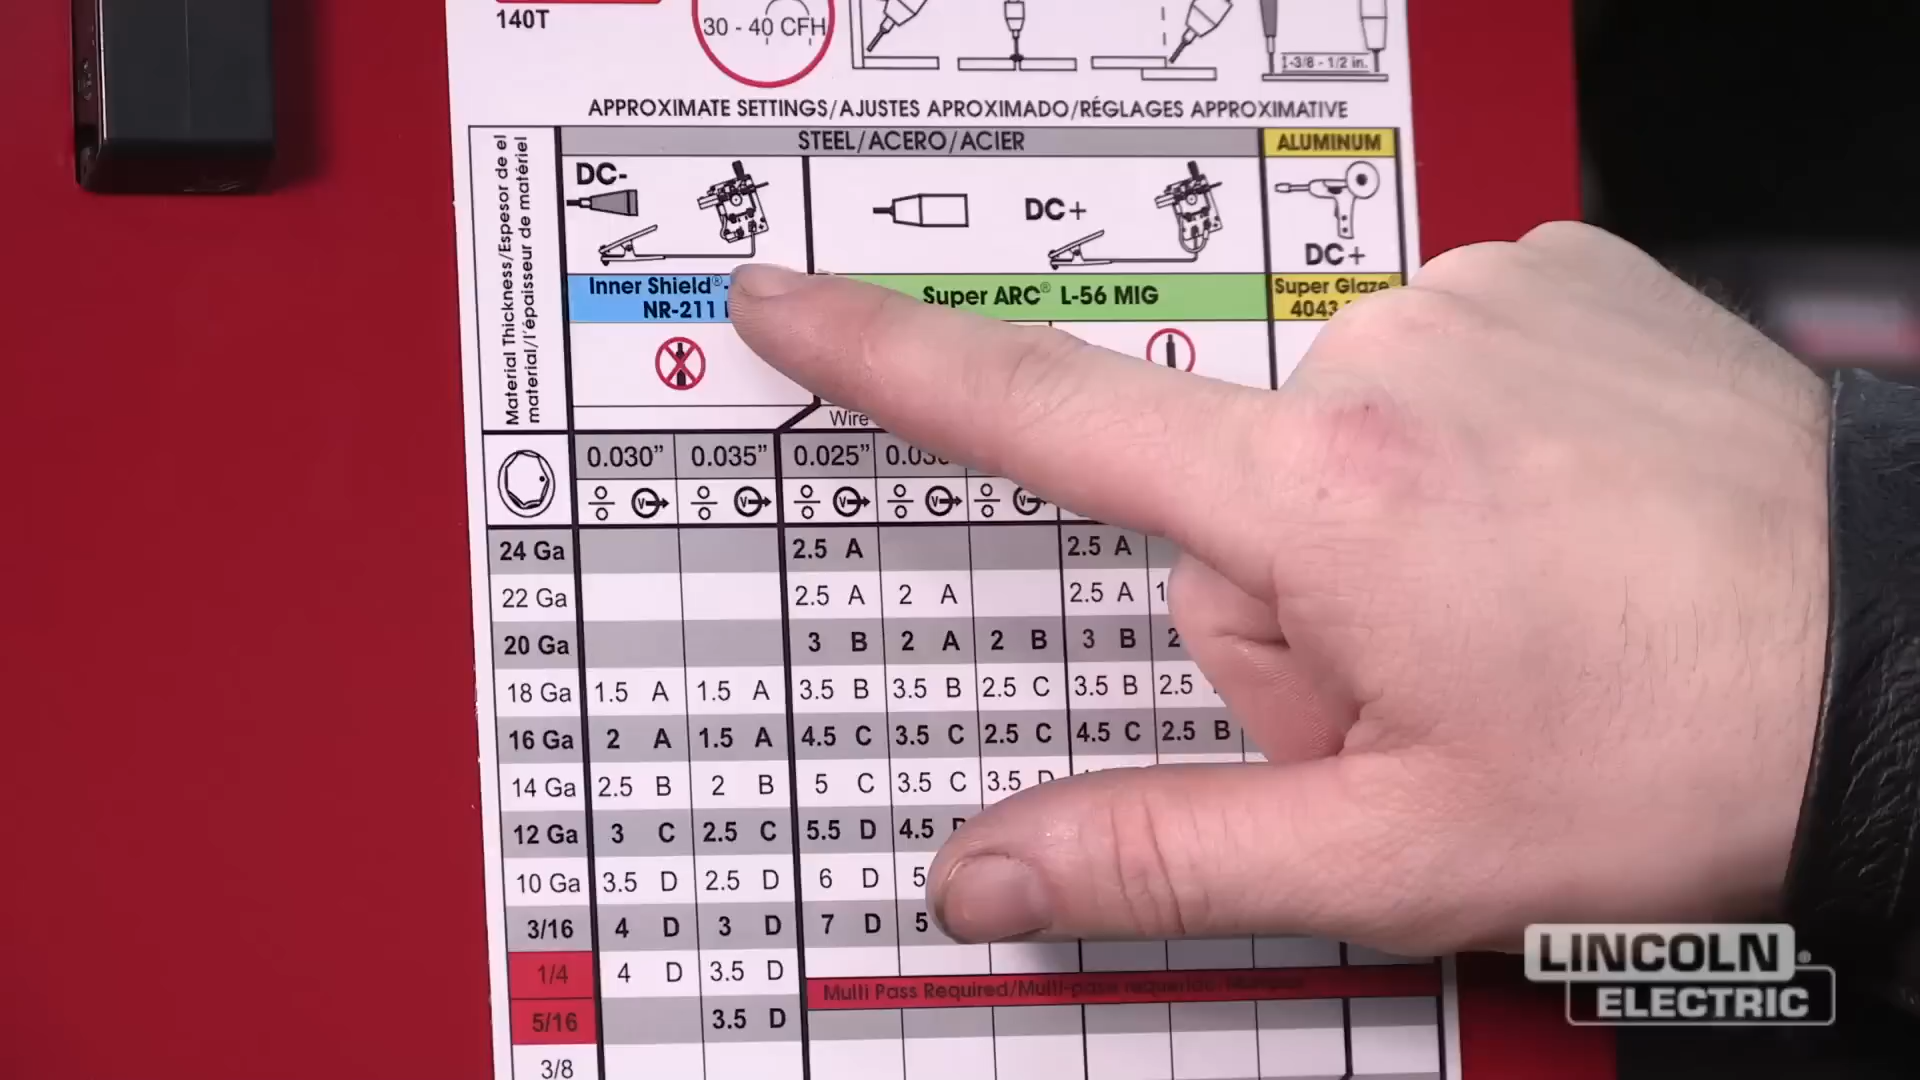 140T
30 - 40 CFH
3/8 - 1/2 in.
APPROXIMATE SETTINGS/AJUSTES APROXIMADO/RÉGLAGES APPROXIMATIVE
Material Thickness/Espesor de el
material/l'épaisseur de matériel
STEEL/ACERO/ACIER
ALUMINUM
DC-
DC+
DC+
Inner Shield®-
NR-211
Super ARC® L-56 MIG
Super Glaze®
4043
Wire
0.030" 0.035" 0.025"
V V V V V
24 Ga 2.5 A 2.5 A
22 Ga 2.5 A 2 A 2.5 A
20 Ga 3 B 2 A 2 B 3 B 2
18 Ga 1.5 A 1.5 A 3.5 B 3.5 B 2.5 C 3.5 B 2.5
16 Ga 2 A 1.5 A 4.5 C 3.5 C 2.5 C 4.5 C 2.5 B
14 Ga 2.5 B 2 B 5 C 3.5 C 3.5 D
12 Ga 3 C 2.5 C 5.5 D 4.5 D
10 Ga 3.5 D 2.5 D 6 D 5
3/16 4 D 3 D 7 D 5
1/4 4 D 3.5 D
Multi Pass Required/Multi-pase
5/16 3.5 D
3/8
LINCOLN
ELECTRIC